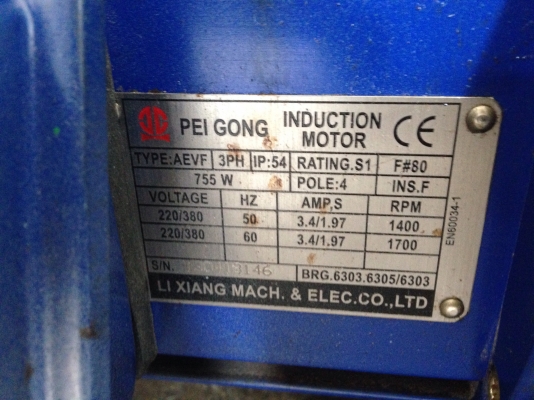 PEI GONG INDUCTION MOTOR CE
TYPE:AEVF 3PH IP:54 RATING.S1 F#80
755 W POLE:4 INS.F
VOLTAGE HZ AMP,S RPM
220/380 50 3.4/1.97 1400
220/380 60 3.4/1.97 1700
EN60034-1
S/N. BRG.6303.6305/6303
LI XIANG MACH. & ELEC.CO.,LTD